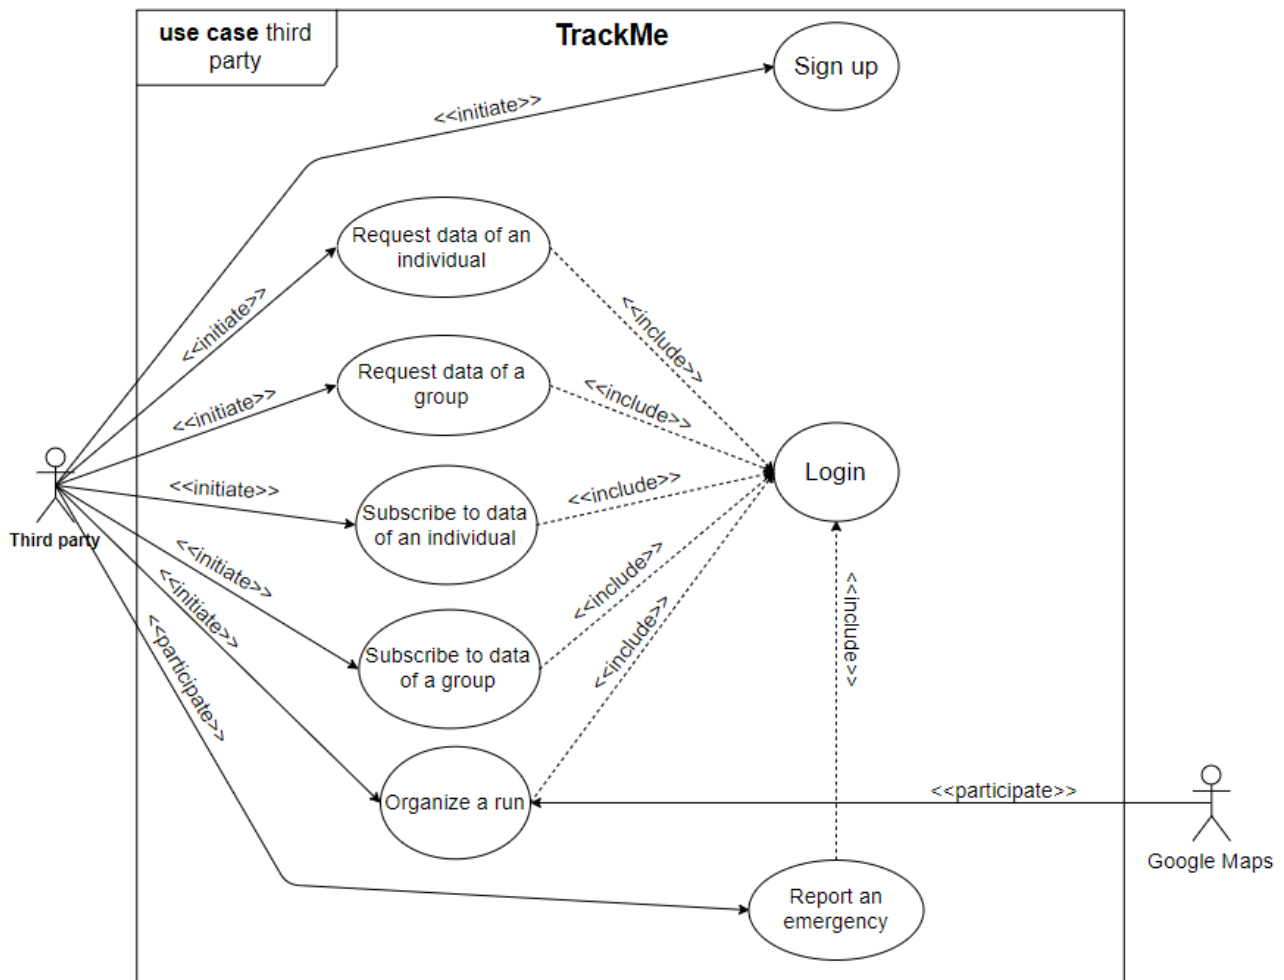 use case third
party
TrackMe
Sign up
<<initiate>>
Request data of an
individual
<<initiate>>
<<include>>
Request data of a
group
<<initiate>>
<<include>>
Login
Third party
<<initiate>>
Subscribe to data
of an individual
<<include>>
<<initiate>>
Subscribe to data
of a group
<<include>>
<<initiate>>
<<include>>
<<include>>
<<participate>>
Organize a run
<<participate>>
Google Maps
Report an
emergency